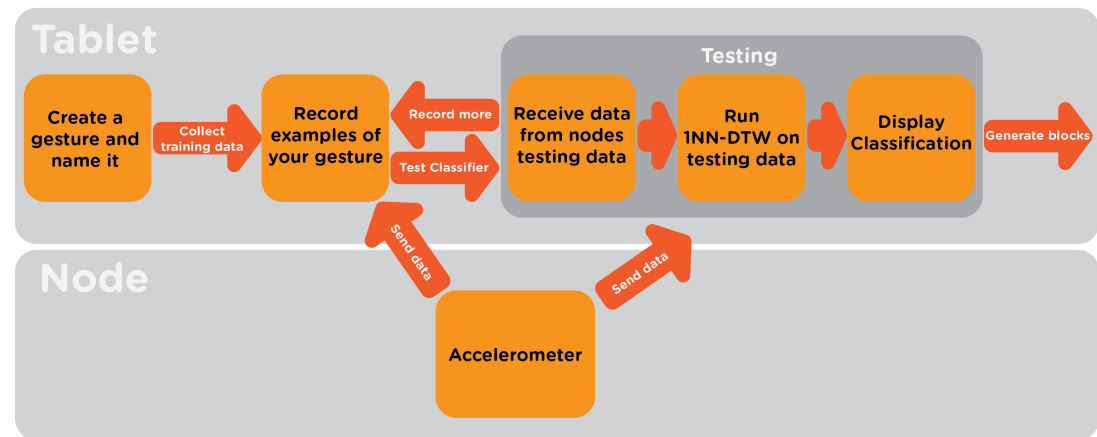 Tablet
Testing
Create a
gesture and
name it
Collect
training data
Record
examples of
your gesture
Record more
Test Classifier
Receive data
from nodes
testing data
Run
1NN-DTW on
testing data
Display
Classification
Generate blocks
Send data
Send data
Node
Accelerometer